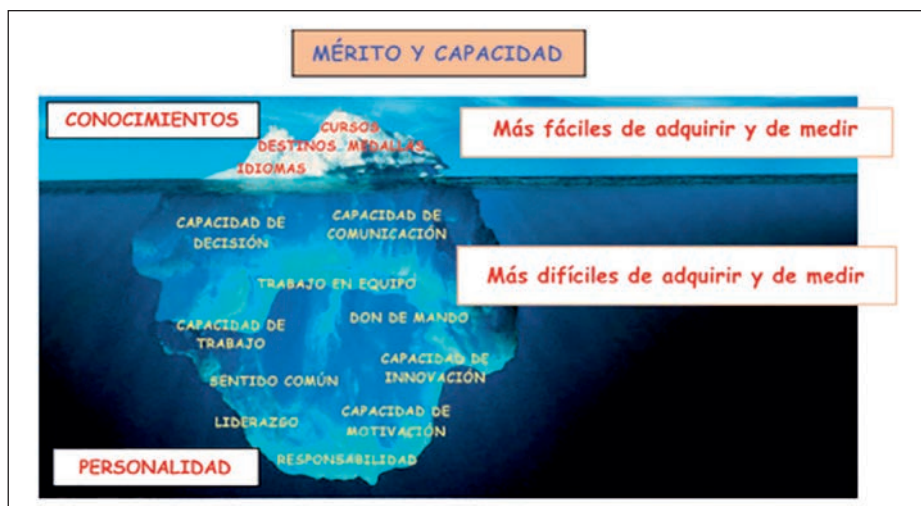 MÉRITO Y CAPACIDAD
CONOCIMIENTOS
Más fáciles de adquirir y de medir
CURSOS
DESTINOS MEDALLAS
IDIOMAS
CAPACIDAD DE
DECISIÓN
CAPACIDAD DE
COMUNICACIÓN
Más difíciles de adquirir y de medir
TRABAJO EN EQUIPO
DON DE MANDO
CAPACIDAD DE
TRABAJO
CAPACIDAD DE
INNOVACIÓN
SENTIDO COMÚN
LIDERAZGO
CAPACIDAD DE
MOTIVACIÓN
PERSONALIDAD
RESPONSABILIDAD